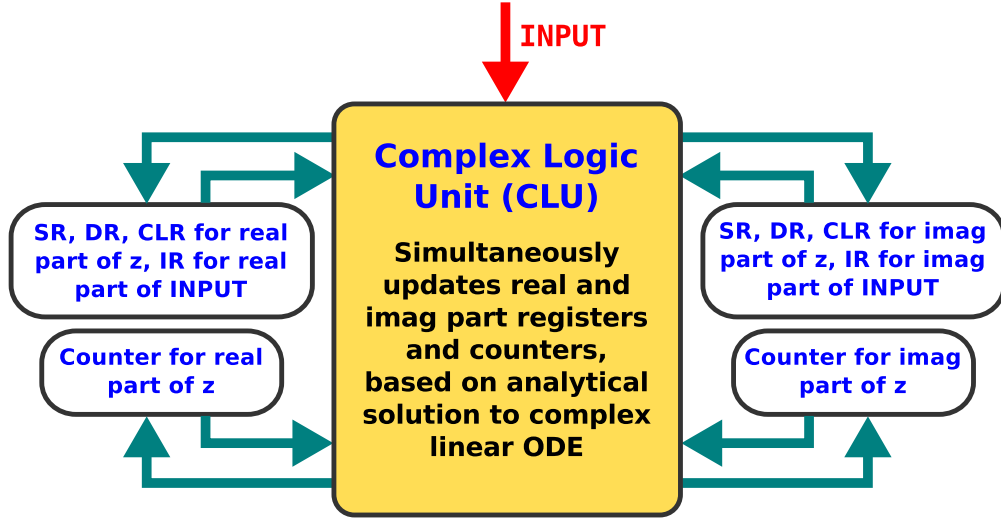 INPUT
Complex Logic
Unit (CLU)
Simultaneously
updates real and
imag part registers
and counters,
based on analytical
solution to complex
linear ODE
SR, DR, CLR for real
part of z, IR for real
part of INPUT
Counter for real
part of z
SR, DR, CLR for imag
part of z, IR for imag
part of INPUT
Counter for imag
part of z